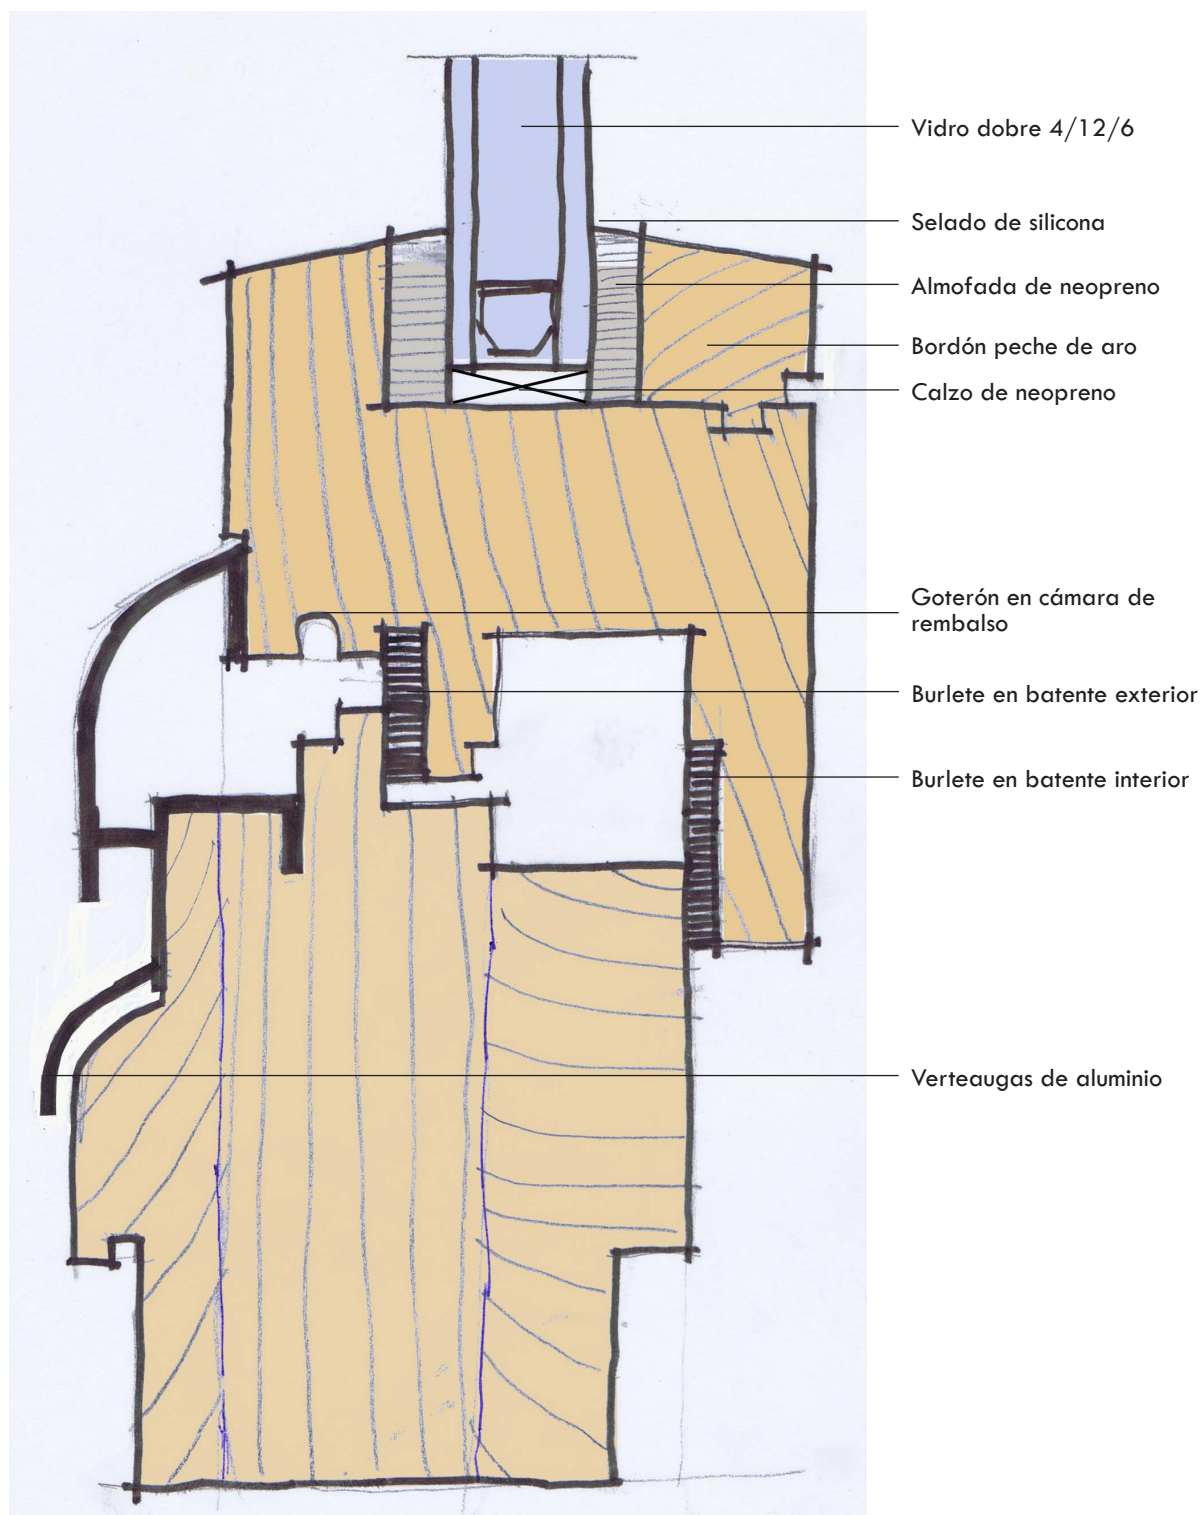 Vidro dobre 4/12/6
Selado de silicona
Almofada de neopreno
Bordón peche de aro
Calzo de neopreno
Goterón en cámara de
rembalso
Burlete en batente exterior
Burlete en batente interior
Verteaugas de aluminio